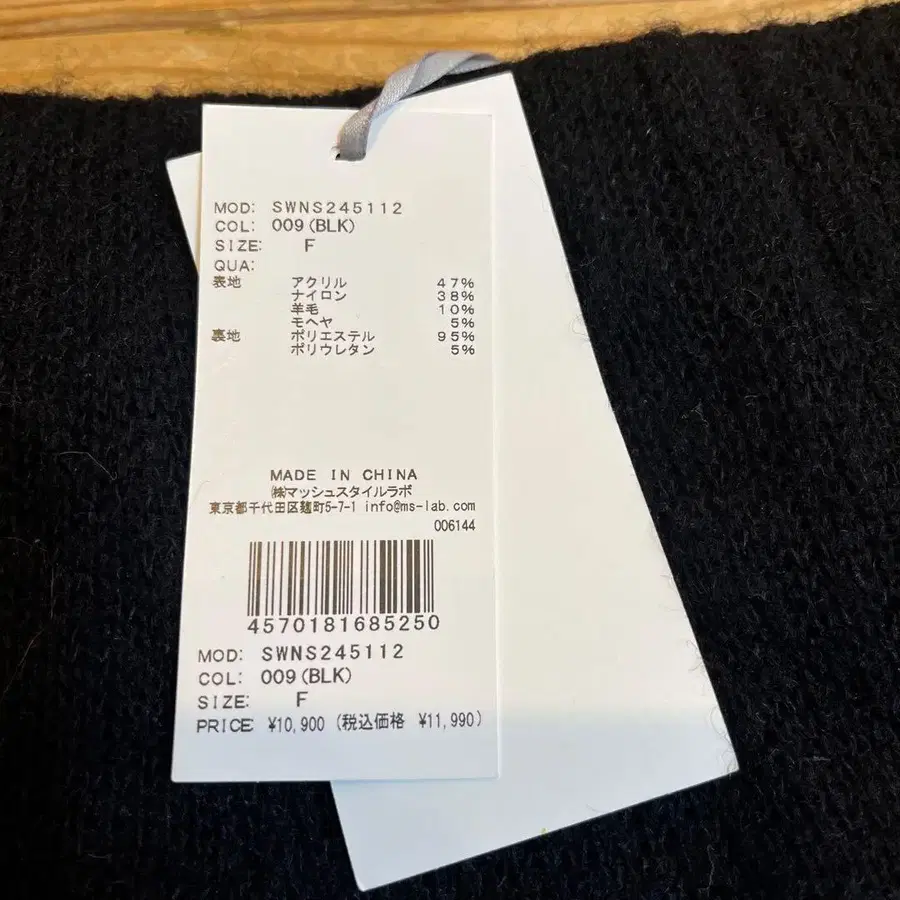 MOD: SWNS245112
COL: 009(BLK)
SIZE: F
QUA:
表地 アクリル 47%
ナイロン 38%
羊毛 10%
モヘヤ 5%
裏地 ポリエステル 95%
ポリウレタン 5%
MADE IN CHINA
㈱マッシュスタイルラボ
東京都千代田区麹町5-7-1 info@ms-lab.com
006144
4570181685250
MOD: SWNS245112
COL: 009(BLK)
SIZE: F
PRICE ¥10,900 (税込価格 ¥11,990)